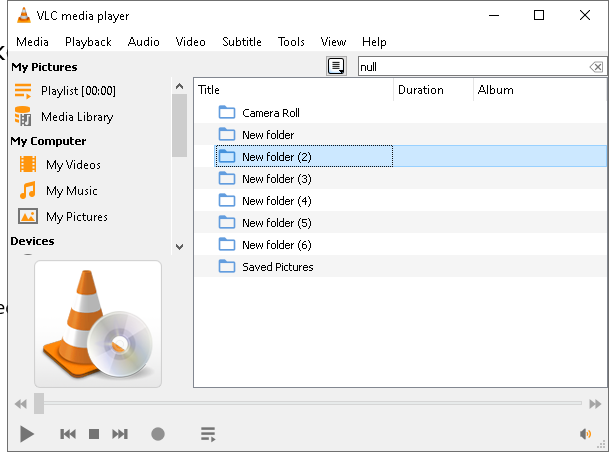 VLC media player
Media Playback Audio Video Subtitle Tools View Help
My Pictures
null
Playlist [00:00]
Media Library
My Computer
My Videos
My Music
My Pictures
Devices
Title Duration Album
Camera Roll
New folder
New folder (2)
New folder (3)
New folder (4)
New folder (5)
New folder (6)
Saved Pictures